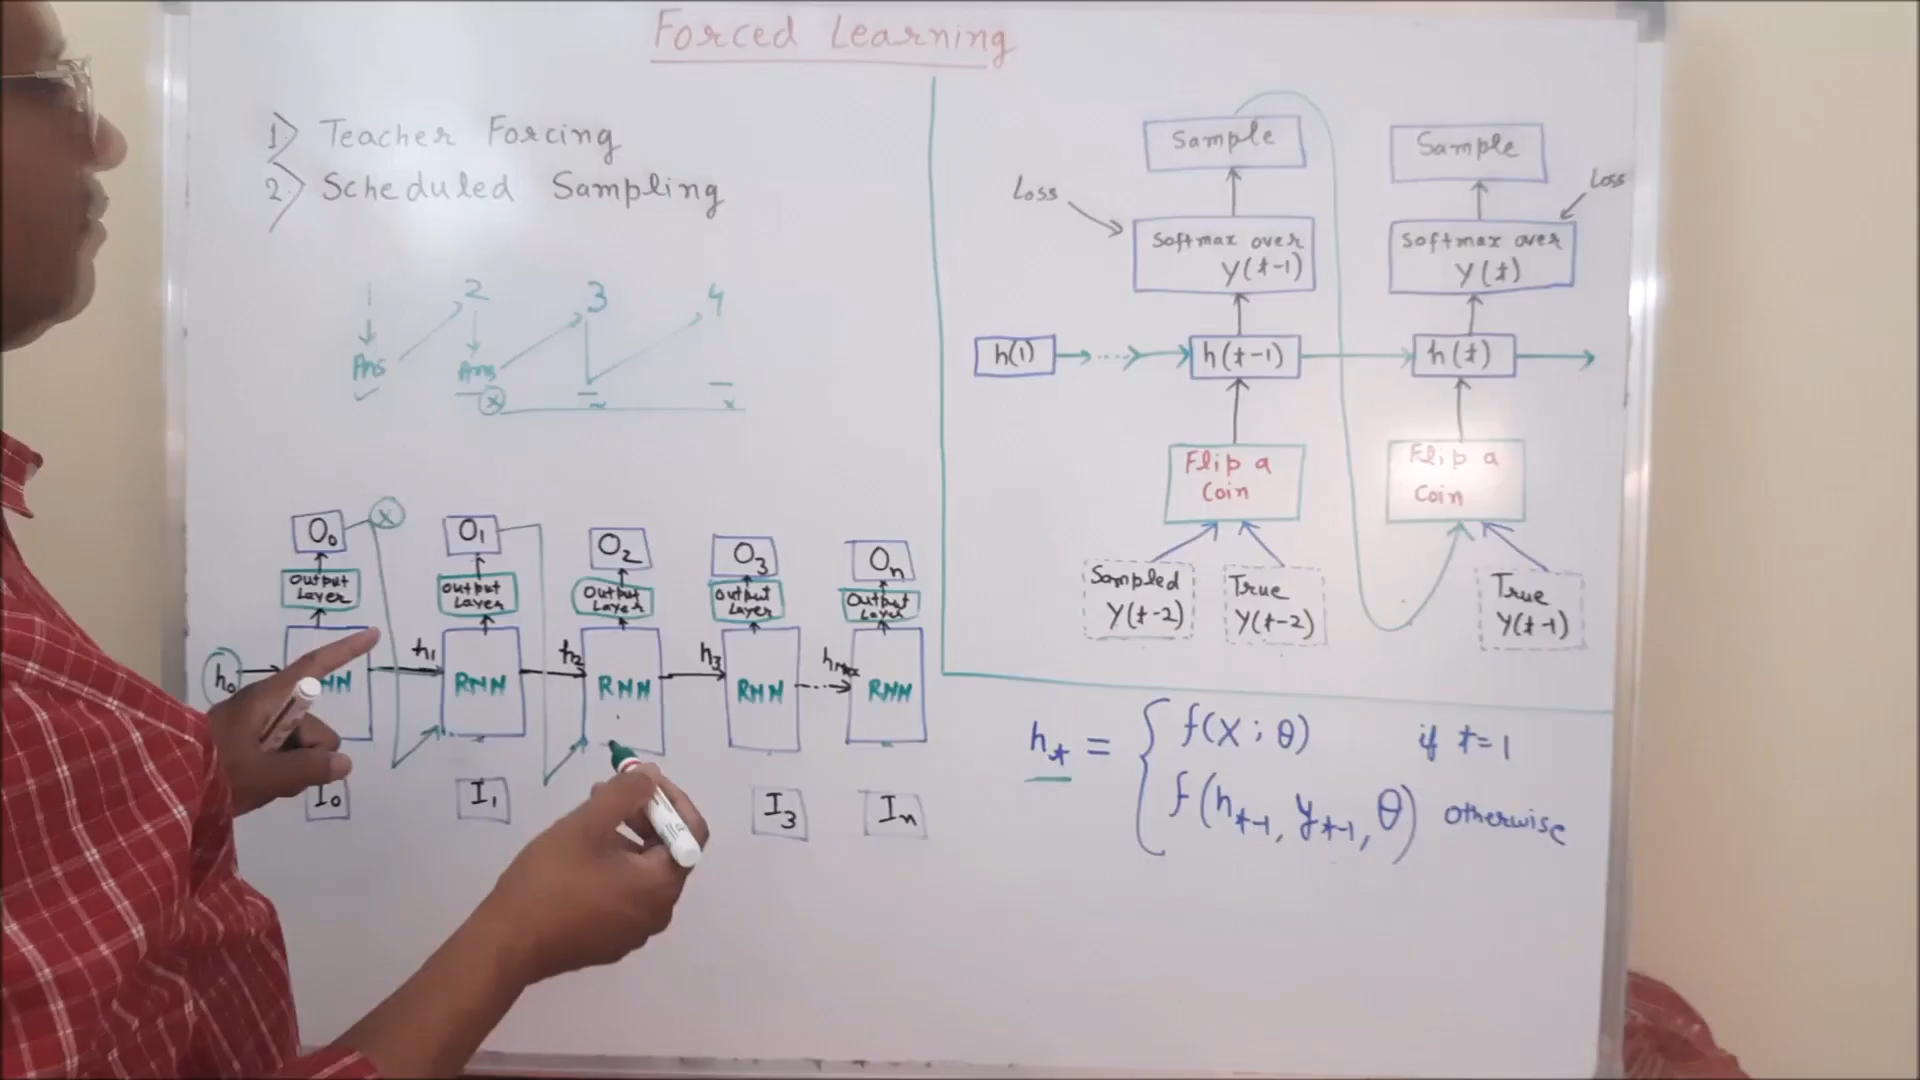 Forced Learning
1) Teacher Forcing
2) Scheduled Sampling
1 2 3 4
Ans Ans
x x
O₀ x O₁ O₂ O₃ Oₙ
Output Layer
Output Layer
Output Layer
Output Layer
Output Layer
h₀ h₁ h₂ h₃
RNN RNN RNN RNN
I₀ I₁ I₃ Iₙ
Sample Sample
Loss Loss
Softmax over
y(t-1)
Softmax over
y(t)
h(1) h(t-1) h(t)
Flip a
Coin
Flip a
Coin
Sampled
Y(t-2)
True
Y(t-2)
True
Y(t-1)
hₜ = { f(X; θ) if t=1
f(hₜ₋₁, yₜ₋₁, θ) otherwise